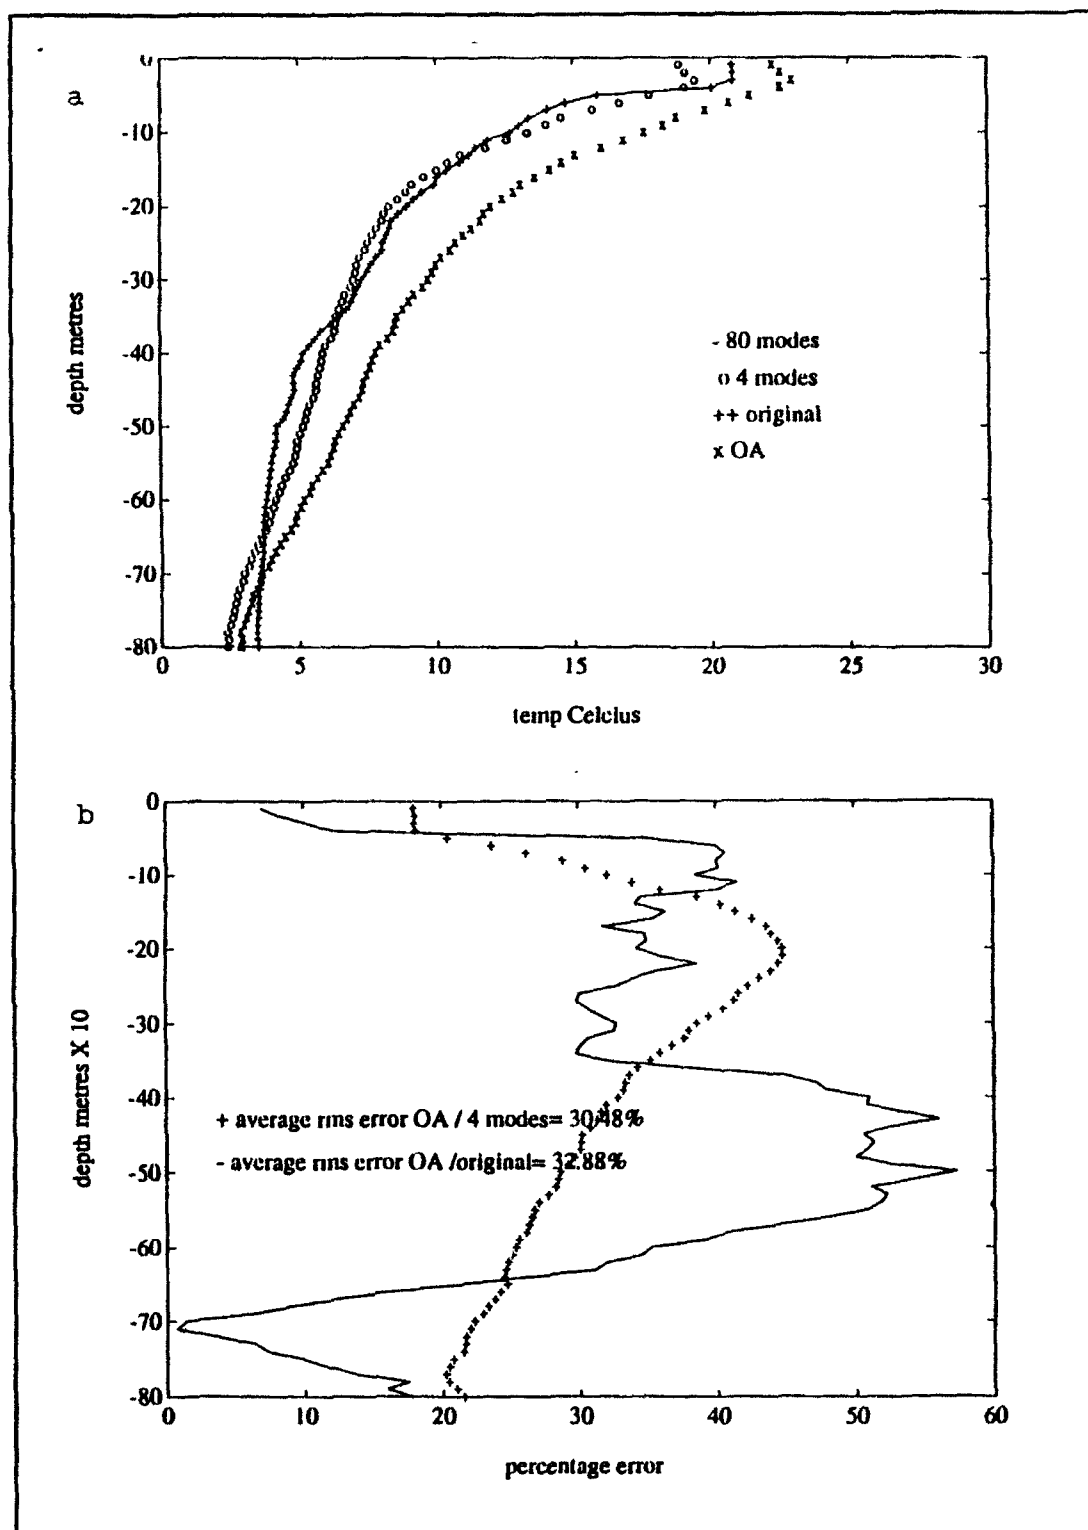 a
0
-10
-20
-30
-40
-50
-60
-70
-80
depth metres
- 80 modes
o 4 modes
++ original
x OA
0 5 10 15 20 25 30
temp Celcius
b
0
-10
-20
-30
-40
-50
-60
-70
-80
depth metres X 10
+ average rms error OA / 4 modes= 30.48%
- average rms error OA /original= 32.88%
0 10 20 30 40 50 60
percentage error